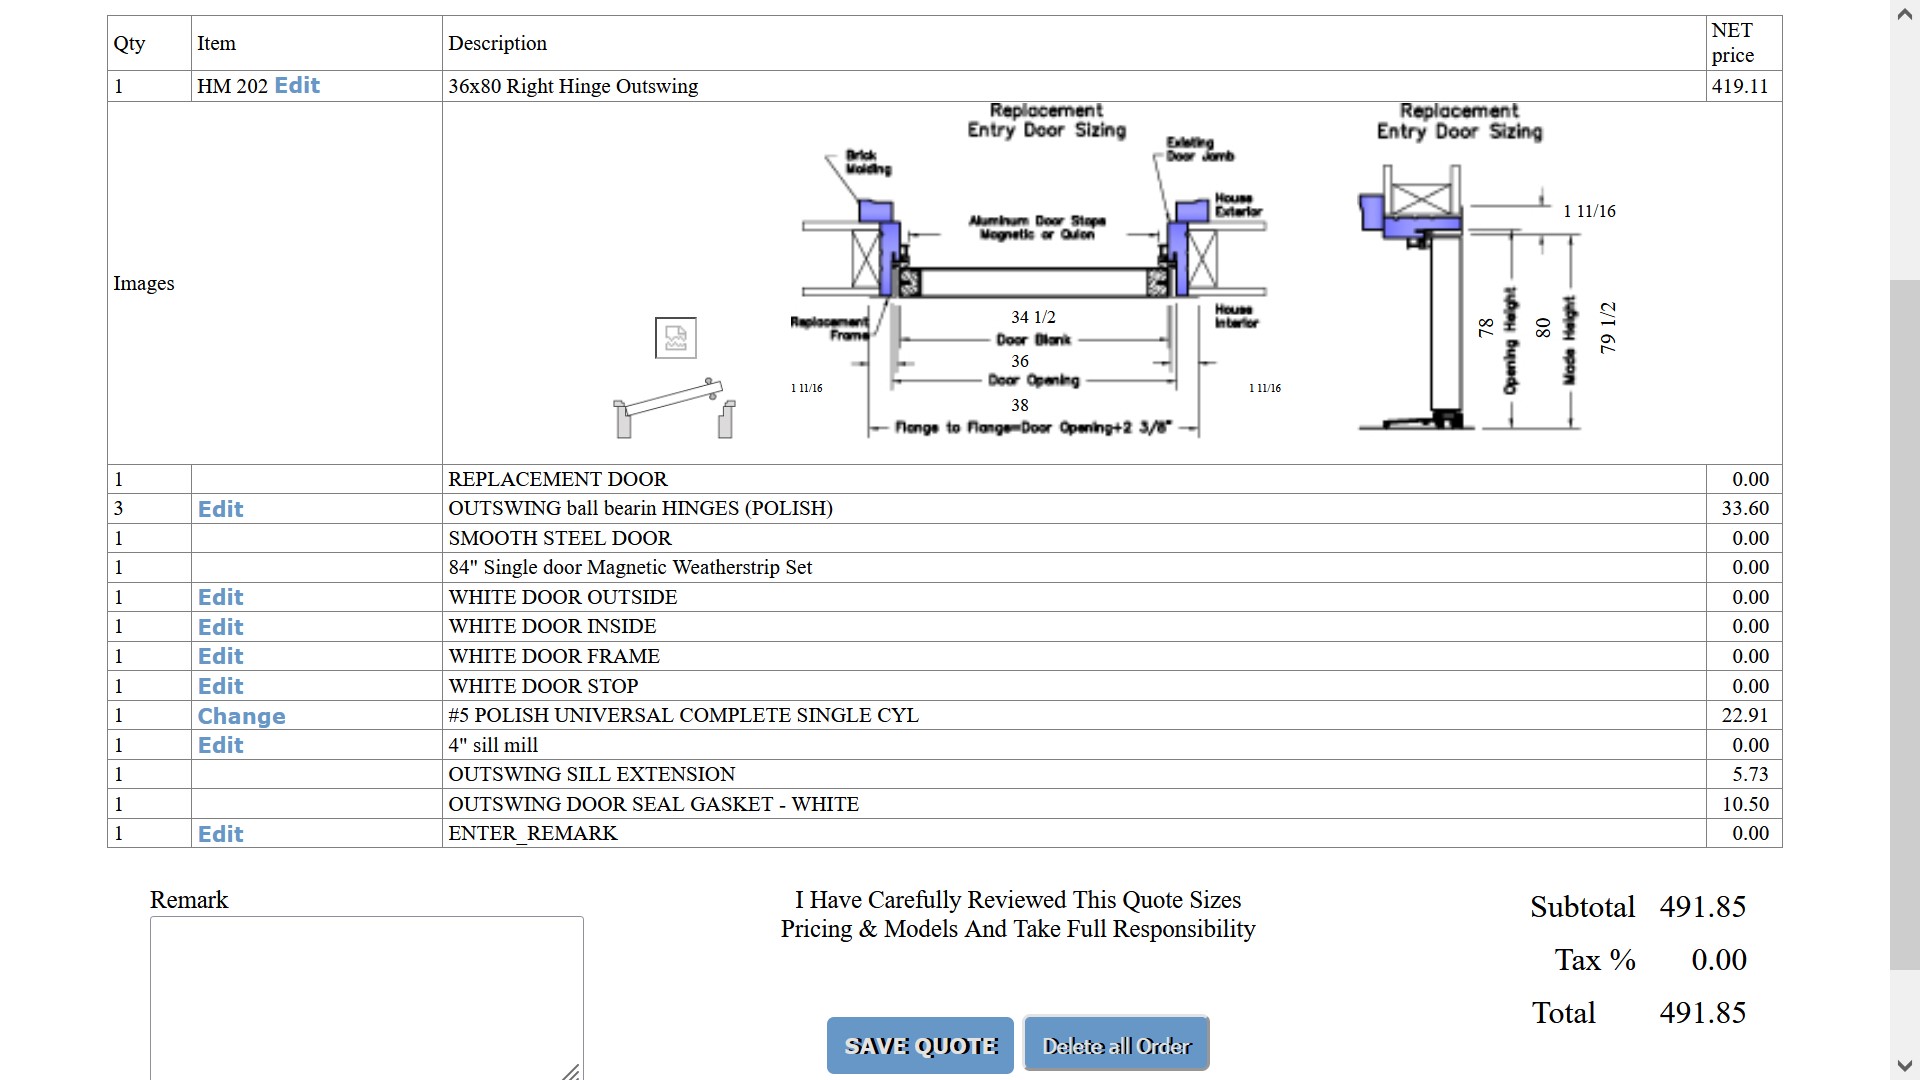 Qty Item Description NET price
1 HM 202 Edit 36x80 Right Hinge Outswing 419.11
Images
Replacement
Entry Door Sizing
Brick
Molding
Existing
Door Jamb
House
Exterior
Aluminum Door Stops
Magnetic or Qulon
Replacement
Frame
House
Interior
34 1/2
Door Blank
36
Door Opening
1 11/16
1 11/16
38
Flange to Flange=Door Opening+2 3/8"
Replacement
Entry Door Sizing
1 11/16
78
Opening Height
80
Made Height
79 1/2
1 REPLACEMENT DOOR 0.00
3 Edit OUTSWING ball bearin HINGES (POLISH) 33.60
1 SMOOTH STEEL DOOR 0.00
1 84" Single door Magnetic Weatherstrip Set 0.00
1 Edit WHITE DOOR OUTSIDE 0.00
1 Edit WHITE DOOR INSIDE 0.00
1 Edit WHITE DOOR FRAME 0.00
1 Edit WHITE DOOR STOP 0.00
1 Change #5 POLISH UNIVERSAL COMPLETE SINGLE CYL 22.91
1 Edit 4" sill mill 0.00
1 OUTSWING SILL EXTENSION 5.73
1 OUTSWING DOOR SEAL GASKET - WHITE 10.50
1 Edit ENTER_REMARK 0.00
Remark
I Have Carefully Reviewed This Quote Sizes
Pricing & Models And Take Full Responsibility
SAVE QUOTE
Delete all Order
Subtotal 491.85
Tax % 0.00
Total 491.85